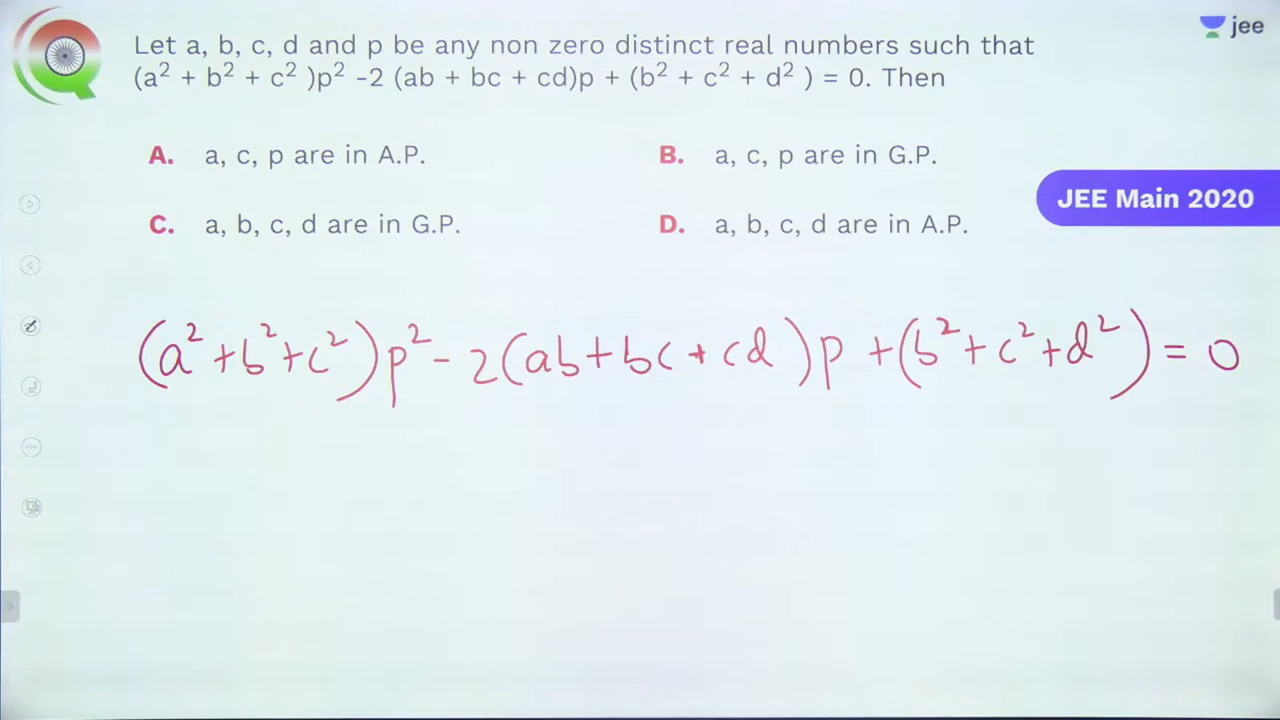 Let a, b, c, d and p be any non zero distinct real numbers such that
(a² + b² + c² )p² -2 (ab + bc + cd)p + (b² + c² + d² ) = 0. Then
jee
A. a, c, p are in A.P.
B. a, c, p are in G.P.
JEE Main 2020
C. a, b, c, d are in G.P.
D. a, b, c, d are in A.P.
(a²+b²+c²)p²-2(ab+bc+cd)p+(b²+c²+d²)=0